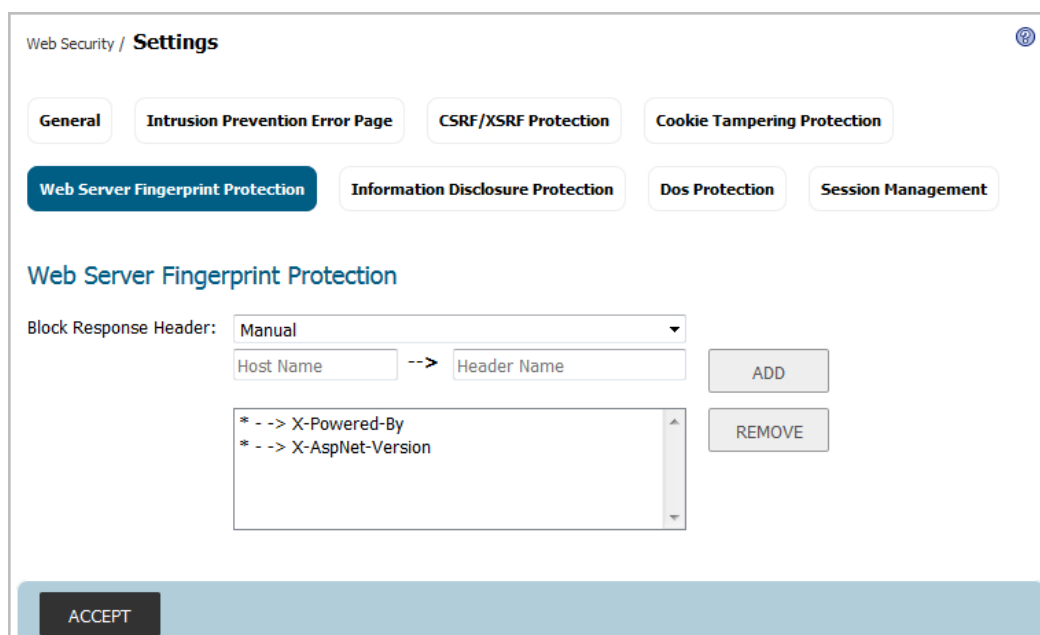 Web Security / Settings
General
Intrusion Prevention Error Page
CSRF/XSRF Protection
Cookie Tampering Protection
Web Server Fingerprint Protection
Information Disclosure Protection
Dos Protection
Session Management
Web Server Fingerprint Protection
Block Response Header:
Manual
Host Name
-->
Header Name
ADD
* - -> X-Powered-By
* - -> X-AspNet-Version
REMOVE
ACCEPT